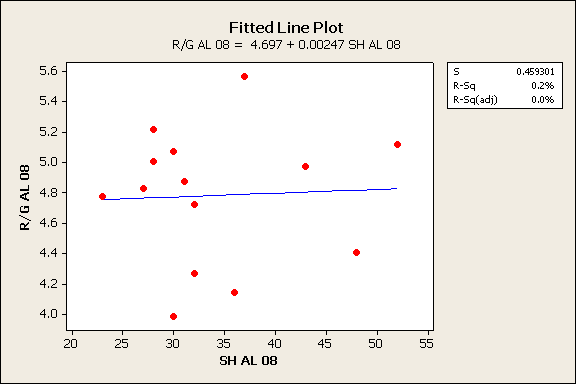 Fitted Line Plot
R/G AL 08 = 4.697 + 0.00247 SH AL 08
S 0.459301
R-Sq 0.2%
R-Sq(adj) 0.0%
R/G AL 08
5.6
5.4
5.2
5.0
4.8
4.6
4.4
4.2
4.0
20 25 30 35 40 45 50 55
SH AL 08